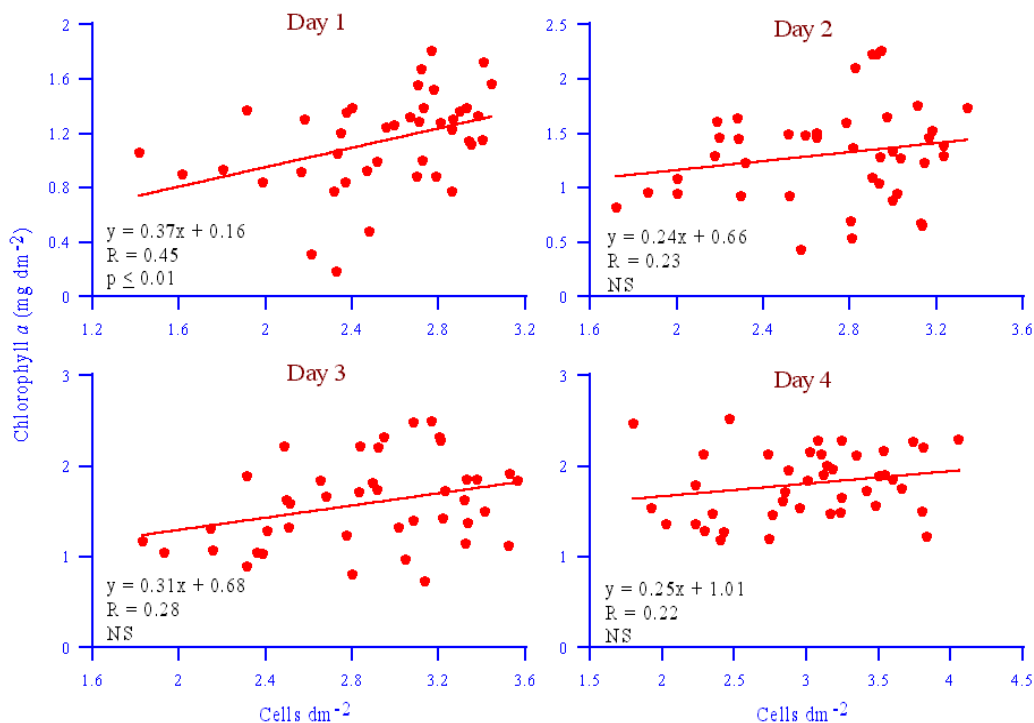 Chlorophyll a (mg dm-2)
Day 1
2
1.6
1.2
0.8
0.4
0
y = 0.37x + 0.16
R = 0.45
p ≤ 0.01
1.2 1.6 2 2.4 2.8 3.2
Day 2
2.5
2
1.5
1
0.5
0
y = 0.24x + 0.66
R = 0.23
NS
1.6 2 2.4 2.8 3.2 3.6
Day 3
3
2
1
0
y = 0.31x + 0.68
R = 0.28
NS
1.6 2 2.4 2.8 3.2 3.6
Cells dm-2
Day 4
3
2
1
0
y = 0.25x + 1.01
R = 0.22
NS
1.5 2 2.5 3 3.5 4 4.5
Cells dm-2